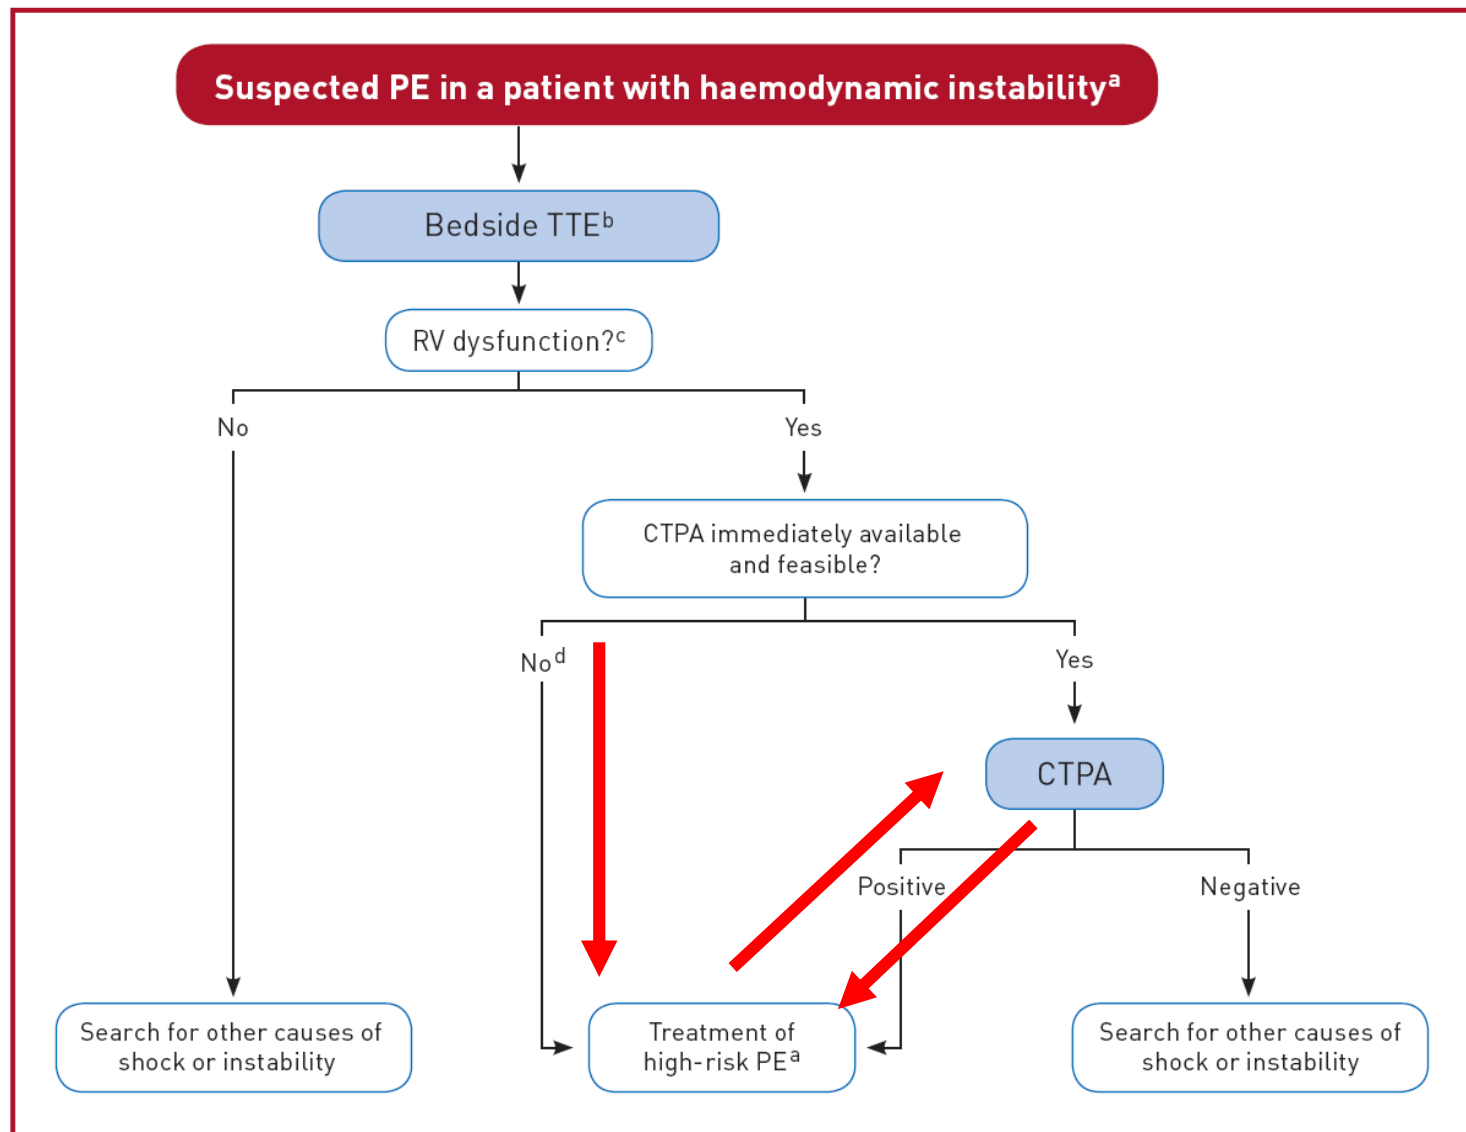 Suspected PE in a patient with haemodynamic instabilityª
Bedside TTEᵇ
RV dysfunction?ᶜ
No
Yes
CTPA immediately available
and feasible?
Noᵈ
Yes
CTPA
Positive
Negative
Search for other causes of
shock or instability
Treatment of
high-risk PEª
Search for other causes of
shock or instability